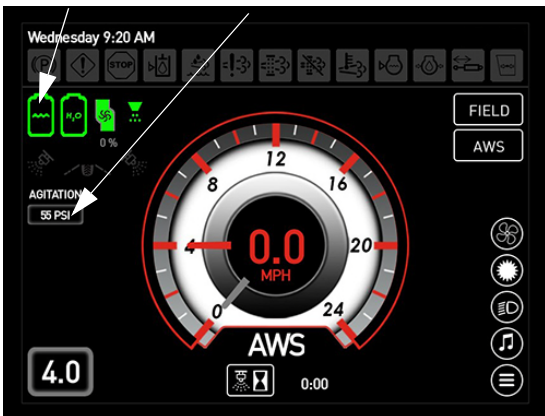 Wednesday 9:20 AM
P
STOP
H₂O
0 %
FIELD
AWS
AGITATION
55 PSI
0
4
8
12
16
20
24
0.0
MPH
AWS
4.0
0:00